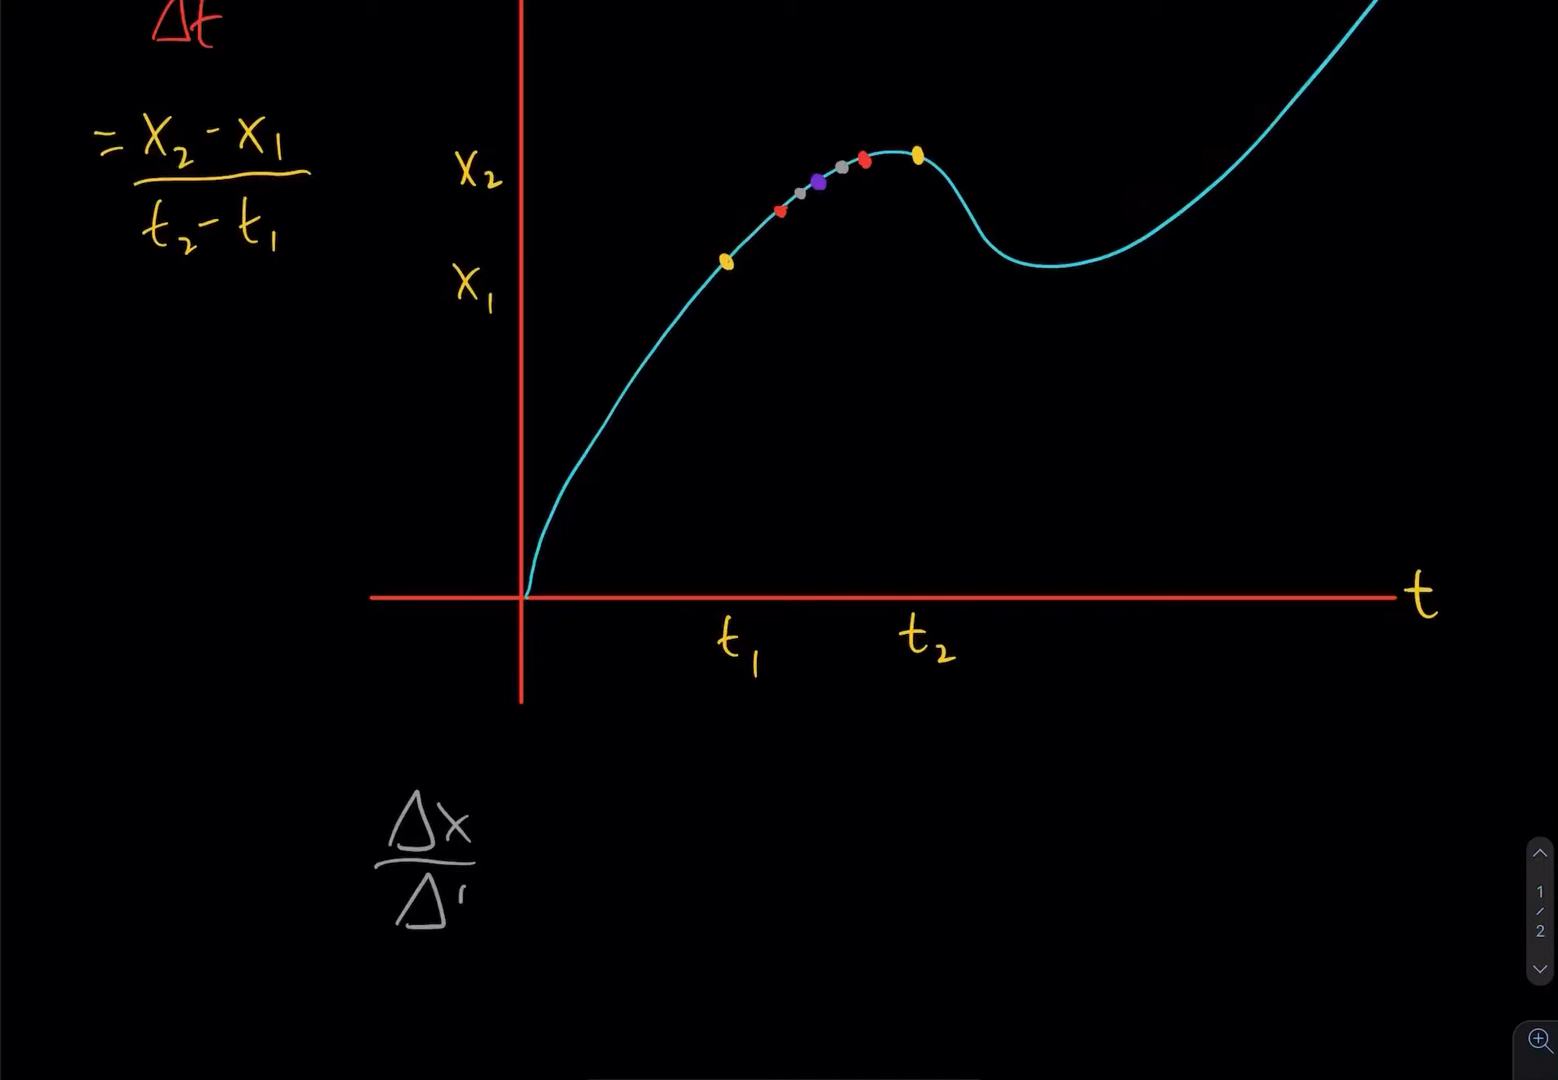 Δt
= x₂ - x₁
t₂ - t₁
x₂
x₁
t
t₁ t₂
Δx
Δ
1
/
2